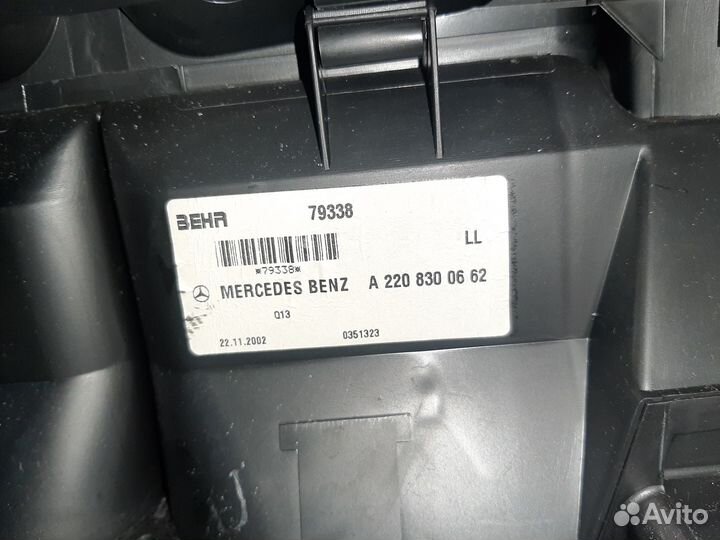 BEHR 79338
LL
*79338*
MERCEDES BENZ A 220 830 06 62
Q13
22.11.2002 0351323
Avito